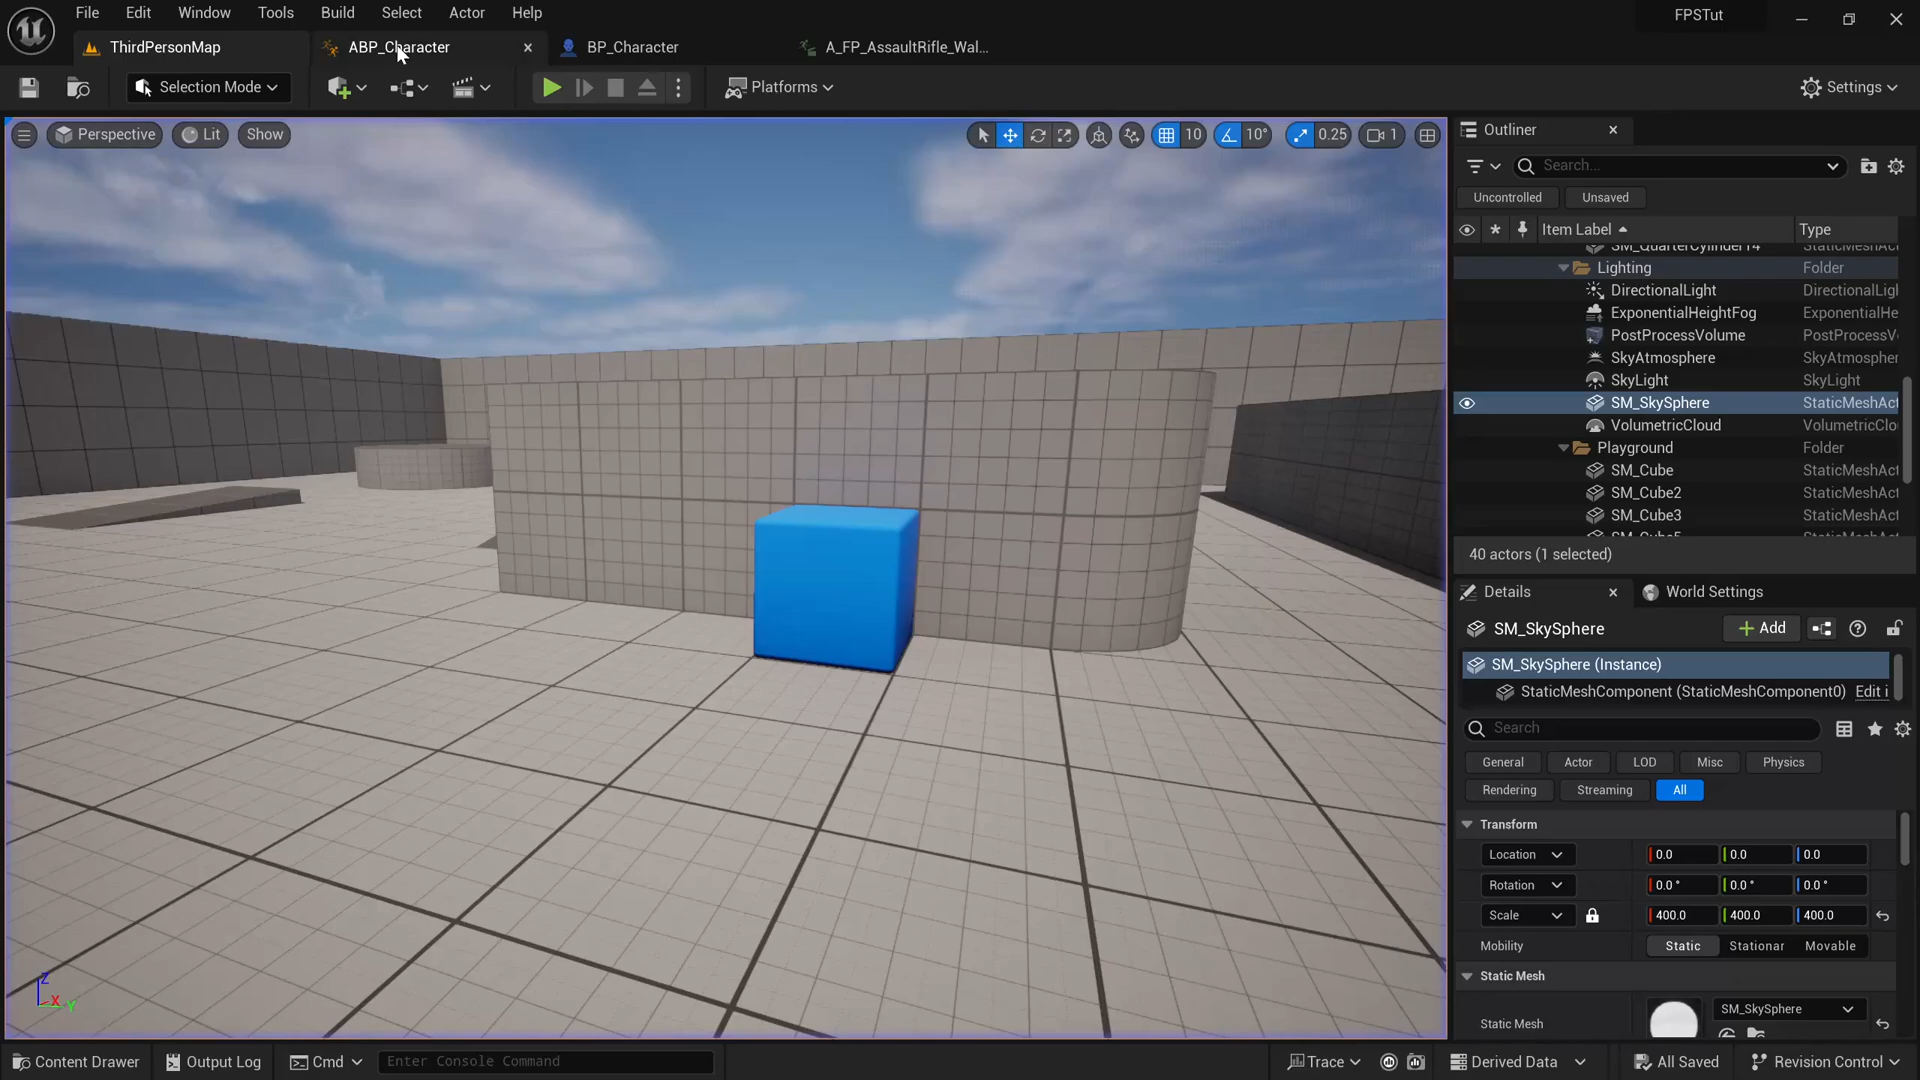 File Edit View Window Tools Build Select Actor Help
FPSTut
ThirdPersonMap
ABP_Character
BP_Character
A_FP_AssaultRifle_Wal...
Selection Mode
Platforms
Settings
Perspective
Lit
Show
10
10°
0.25
1
Outliner
Search...
Uncontrolled
Unsaved
Item Label
Type
SM_QuarterCylinder14 StaticMeshAct
Lighting Folder
DirectionalLight DirectionalLigh
ExponentialHeightFog ExponentialHe
PostProcessVolume PostProcessV
SkyAtmosphere SkyAtmospher
SkyLight SkyLight
SM_SkySphere StaticMeshAct
VolumetricCloud VolumetricClo
Playground Folder
SM_Cube StaticMeshAct
SM_Cube2 StaticMeshAct
SM_Cube3 StaticMeshAct
40 actors (1 selected)
Details
World Settings
SM_SkySphere
Add
SM_SkySphere (Instance)
StaticMeshComponent (StaticMeshComponent0) Edit i
Search
General Actor LOD Misc Physics
Rendering Streaming All
Transform
Location 0.0 0.0 0.0
Rotation 0.0° 0.0° 0.0°
Scale 400.0 400.0 400.0
Mobility Static Stationar Movable
Static Mesh
Static Mesh SM_SkySphere
Z
X
Y
Content Drawer
Output Log
Cmd
Enter Console Command
Trace
Derived Data
All Saved
Revision Control